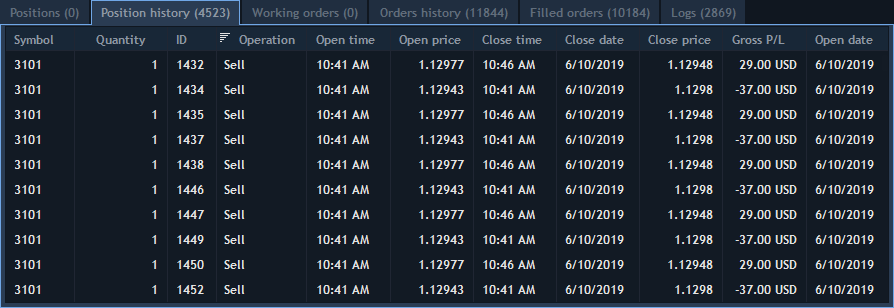 Positions (0) Position history (4523) Working orders (0) Orders history (11844) Filled orders (10184) Logs (2869)
Symbol Quantity ID Operation Open time Open price Close time Close date Close price Gross P/L Open date
3101 1 1432 Sell 10:41 AM 1.12977 10:46 AM 6/10/2019 1.12948 29.00 USD 6/10/2019
3101 1 1434 Sell 10:41 AM 1.12943 10:41 AM 6/10/2019 1.1298 -37.00 USD 6/10/2019
3101 1 1435 Sell 10:41 AM 1.12977 10:46 AM 6/10/2019 1.12948 29.00 USD 6/10/2019
3101 1 1437 Sell 10:41 AM 1.12943 10:41 AM 6/10/2019 1.1298 -37.00 USD 6/10/2019
3101 1 1438 Sell 10:41 AM 1.12977 10:46 AM 6/10/2019 1.12948 29.00 USD 6/10/2019
3101 1 1446 Sell 10:41 AM 1.12943 10:41 AM 6/10/2019 1.1298 -37.00 USD 6/10/2019
3101 1 1447 Sell 10:41 AM 1.12977 10:46 AM 6/10/2019 1.12948 29.00 USD 6/10/2019
3101 1 1449 Sell 10:41 AM 1.12943 10:41 AM 6/10/2019 1.1298 -37.00 USD 6/10/2019
3101 1 1450 Sell 10:41 AM 1.12977 10:46 AM 6/10/2019 1.12948 29.00 USD 6/10/2019
3101 1 1452 Sell 10:41 AM 1.12943 10:41 AM 6/10/2019 1.1298 -37.00 USD 6/10/2019